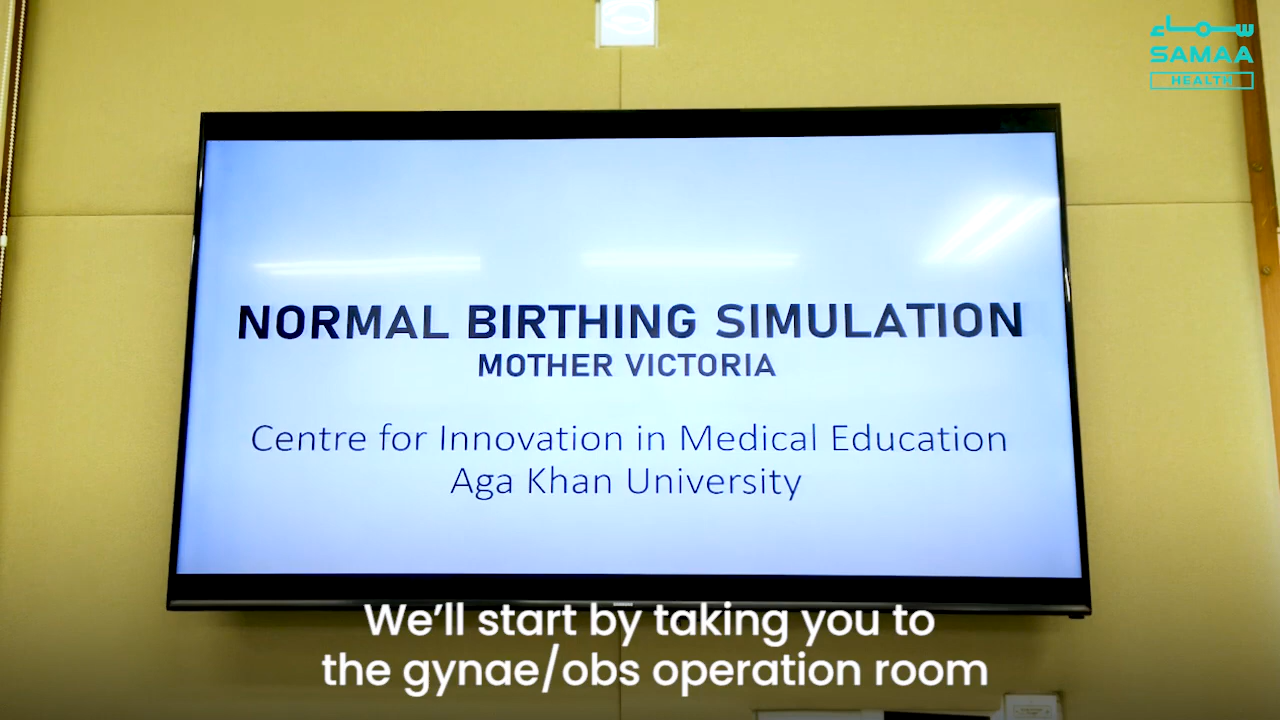 سماء
SAMAA
HEALTH
NORMAL BIRTHING SIMULATION
MOTHER VICTORIA
Centre for Innovation in Medical Education
Aga Khan University
We’ll start by taking you to
the gynae/obs operation room